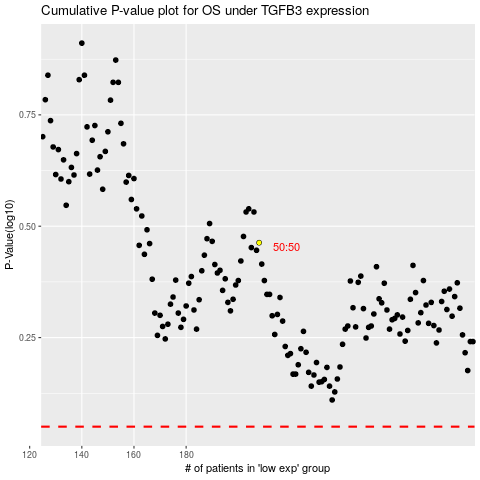 Cumulative P-value plot for OS under TGFB3 expression
P-Value(log10)
0.75
0.50
0.25
50:50
120 140 160 180
# of patients in 'low exp' group